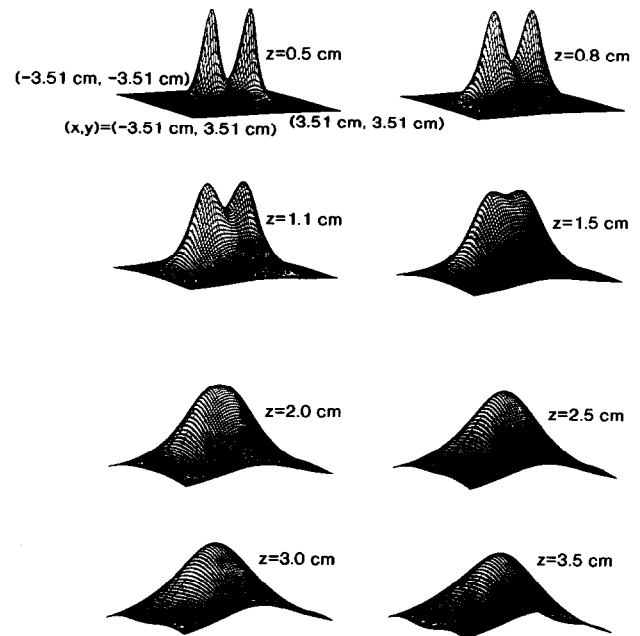 z=0.5 cm
z=0.8 cm
(-3.51 cm, -3.51 cm)
(x,y)=(-3.51 cm, 3.51 cm)
(3.51 cm, 3.51 cm)
z=1.1 cm
z=1.5 cm
z=2.0 cm
z=2.5 cm
z=3.0 cm
z=3.5 cm